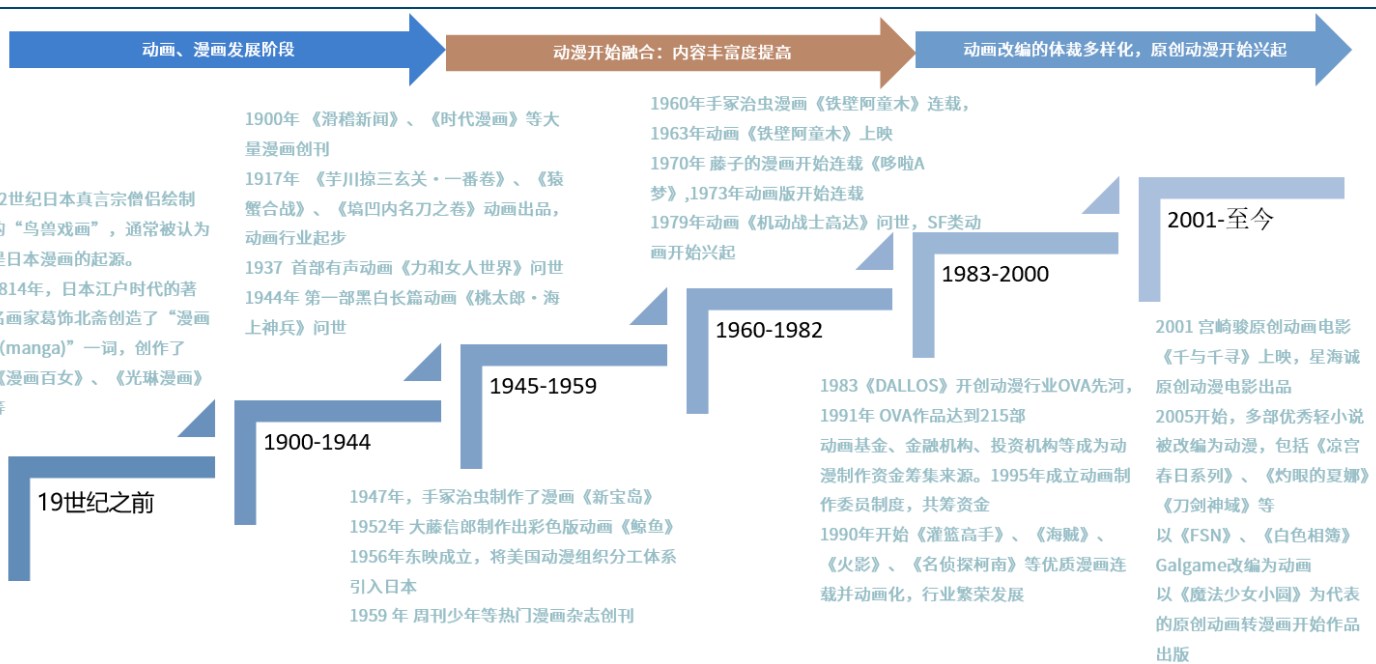 动画、漫画发展阶段
动漫开始融合：内容丰富度提高
动画改编的体裁多样化，原创动漫开始兴起
2世纪日本真言宗僧侣绘制
的“鸟兽戏画”，通常被认为
是日本漫画的起源。
1814年，日本江户时代的著
名画家葛饰北斋创造了“漫画
(manga)”一词，创作了
《漫画百女》、《光琳漫画》
等
19世纪之前
1900年 《滑稽新闻》、《时代漫画》等大
量漫画创刊
1917年 《芋川掠三玄关·一番卷》、《猿
蟹合战》、《塙凹内名刀之卷》动画出品，
动画行业起步
1937 首部有声动画《力和女人世界》问世
1944年 第一部黑白长篇动画《桃太郎·海
上神兵》问世
1900-1944
1945-1959
1947年，手冢治虫制作了漫画《新宝岛》
1952年 大藤信郎制作出彩色版动画《鲸鱼》
1956年东映成立，将美国动漫组织分工体系
引入日本
1959 年 周刊少年等热门漫画杂志创刊
1960年手冢治虫漫画《铁壁阿童木》连载，
1963年动画《铁壁阿童木》上映
1970年 藤子的漫画开始连载《哆啦A
梦》,1973年动画版开始连载
1979年动画《机动战士高达》问世，SF类动
画开始兴起
1960-1982
1983-2000
1983《DALLOS》开创动漫行业OVA先河，
1991年 OVA作品达到215部
动画基金、金融机构、投资机构等成为动
漫制作资金筹集来源。1995年成立动画制
作委员制度，共筹资金
1990年开始《灌篮高手》、《海贼》、
《火影》、《名侦探柯南》等优质漫画连
载并动画化，行业繁荣发展
2001-至今
2001 宫崎骏原创动画电影
《千与千寻》上映，星海诚
原创动漫电影出品
2005开始，多部优秀轻小说
被改编为动漫，包括《凉宫
春日系列》、《灼眼的夏娜》
《刀剑神域》等
以《FSN》、《白色相簿》
Galgame改编为动画
以《魔法少女小圆》为代表
的原创动画转漫画开始作品
出版